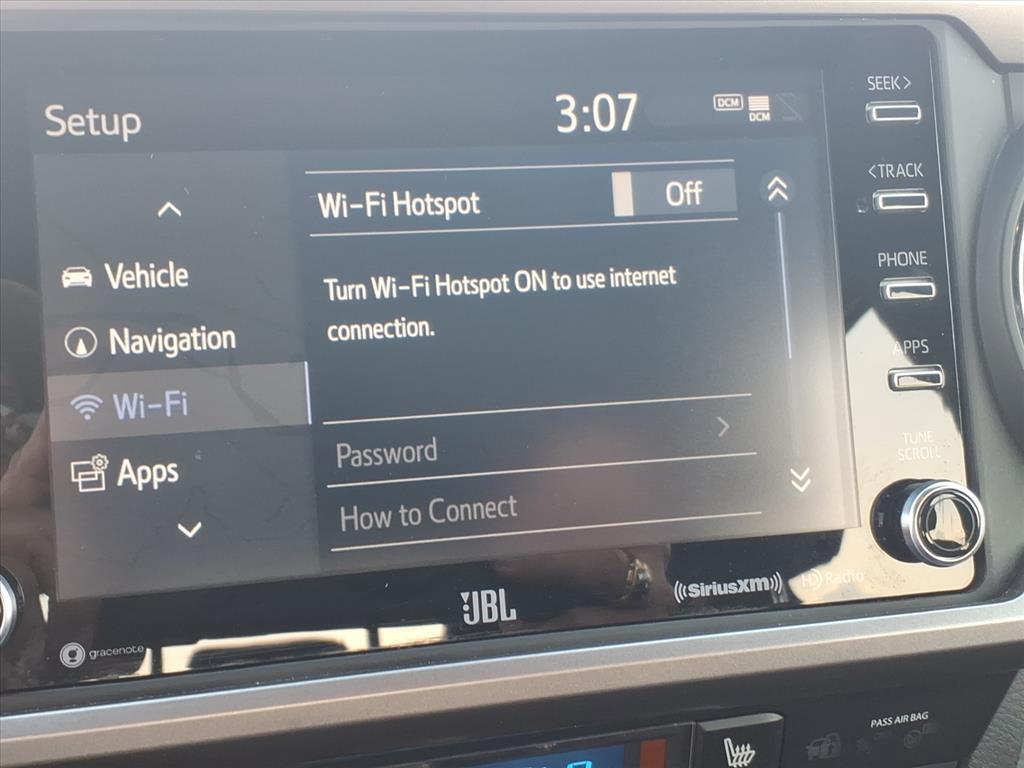 Setup
3:07
DCM
DCM
Vehicle
Navigation
Wi-Fi
Apps
Wi-Fi Hotspot
Off
Turn Wi-Fi Hotspot ON to use internet
connection.
Password
How to Connect
SEEK >
< TRACK
PHONE
APPS
TUNE
SCROLL
gracenote
JBL
((SiriusXM))
HD Radio
PASS AIR BAG